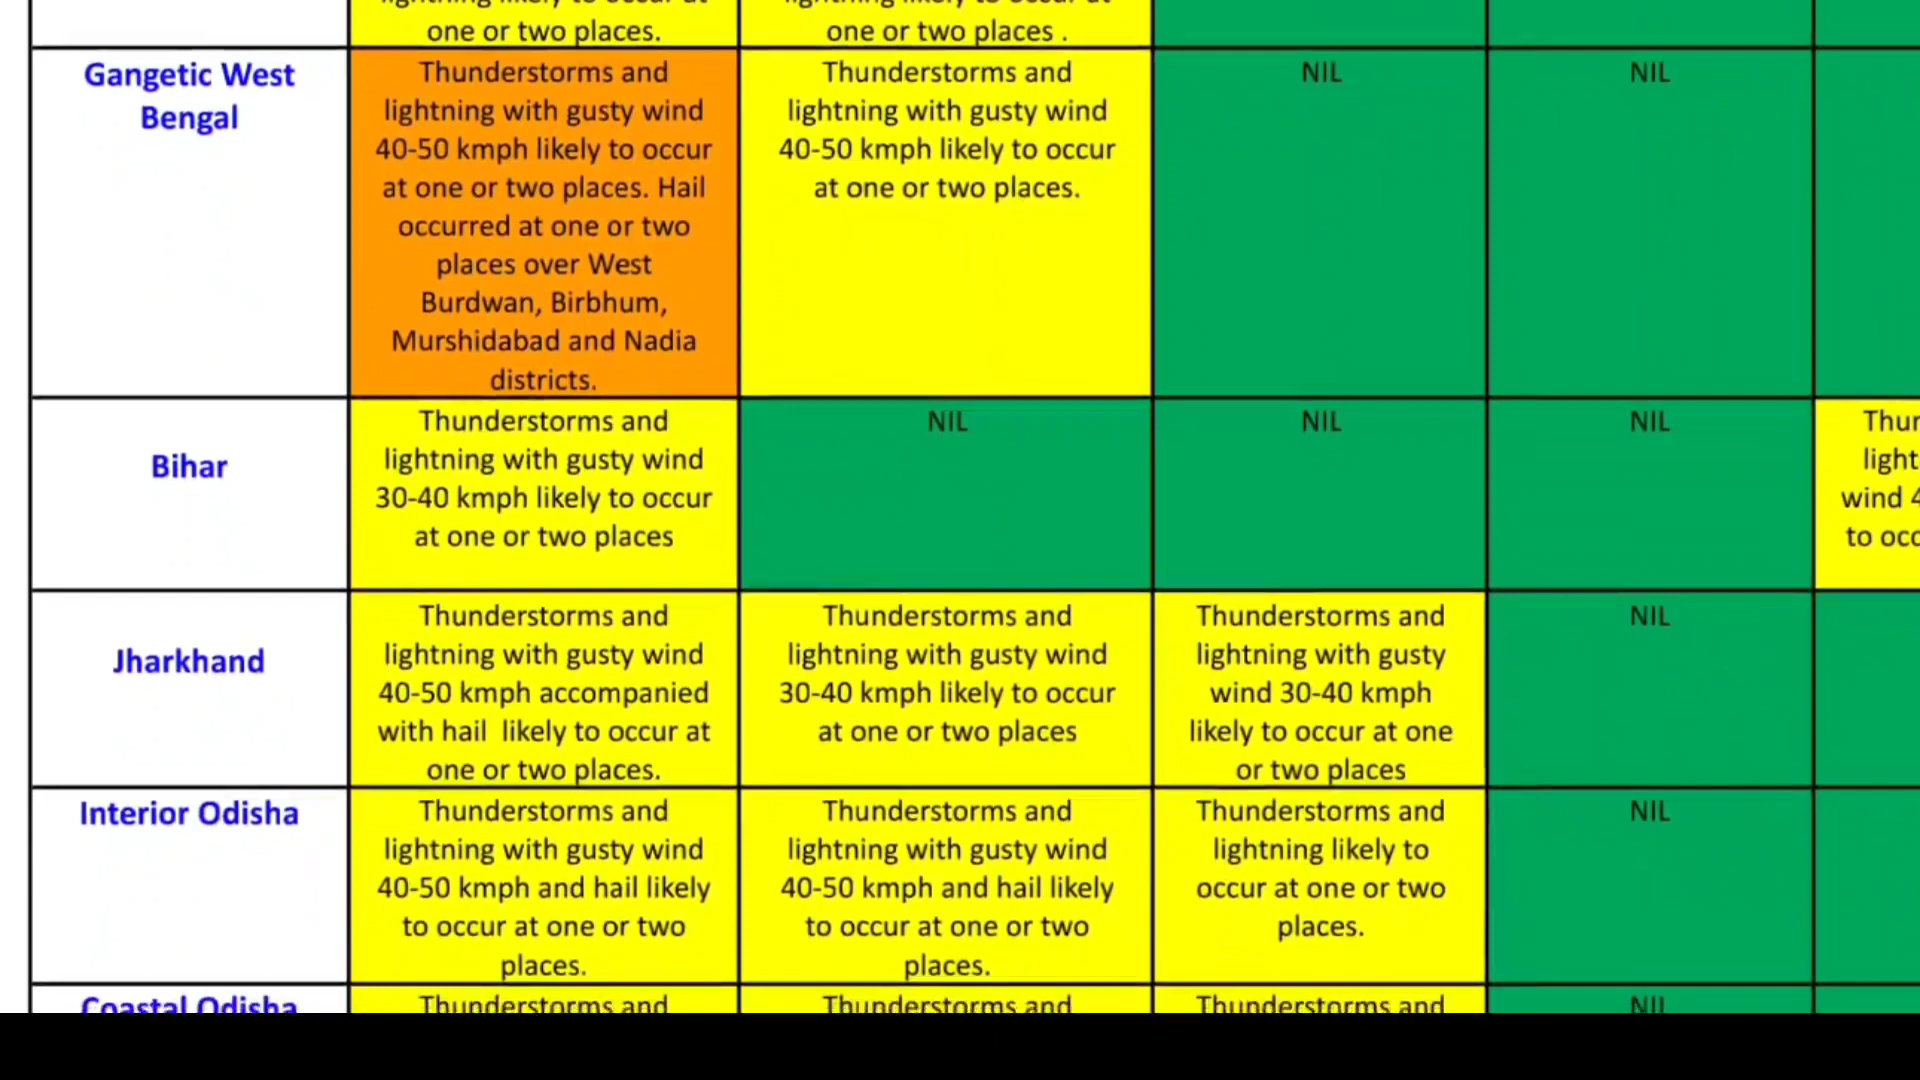 one or two places.
one or two places .
Gangetic West
Bengal
Thunderstorms and
lightning with gusty wind
40-50 kmph likely to occur
at one or two places. Hail
occurred at one or two
places over West
Burdwan, Birbhum,
Murshidabad and Nadia
districts.
Thunderstorms and
lightning with gusty wind
40-50 kmph likely to occur
at one or two places.
NIL
NIL
Bihar
Thunderstorms and
lightning with gusty wind
30-40 kmph likely to occur
at one or two places
NIL
NIL
NIL
Thun
light
wind 4
to occ
Jharkhand
Thunderstorms and
lightning with gusty wind
40-50 kmph accompanied
with hail likely to occur at
one or two places.
Thunderstorms and
lightning with gusty wind
30-40 kmph likely to occur
at one or two places
Thunderstorms and
lightning with gusty
wind 30-40 kmph
likely to occur at one
or two places
NIL
Interior Odisha
Thunderstorms and
lightning with gusty wind
40-50 kmph and hail likely
to occur at one or two
places.
Thunderstorms and
lightning with gusty wind
40-50 kmph and hail likely
to occur at one or two
places.
Thunderstorms and
lightning likely to
occur at one or two
places.
NIL
Coastal Odisha
Thunderstorms and
Thunderstorms and
Thunderstorms and
NIL